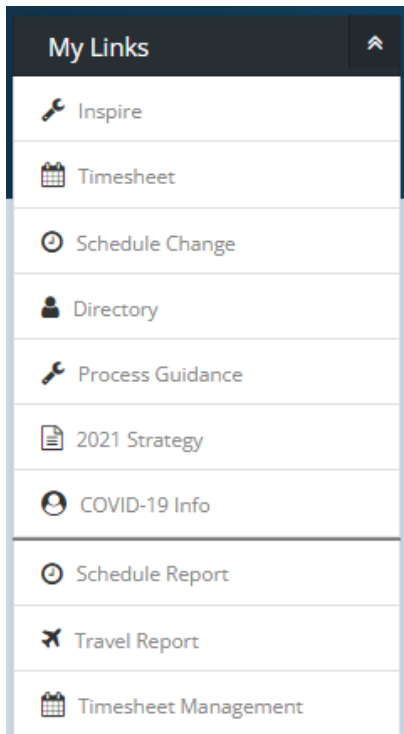 My Links
Inspire
Timesheet
Schedule Change
Directory
Process Guidance
2021 Strategy
COVID-19 Info
Schedule Report
Travel Report
Timesheet Management